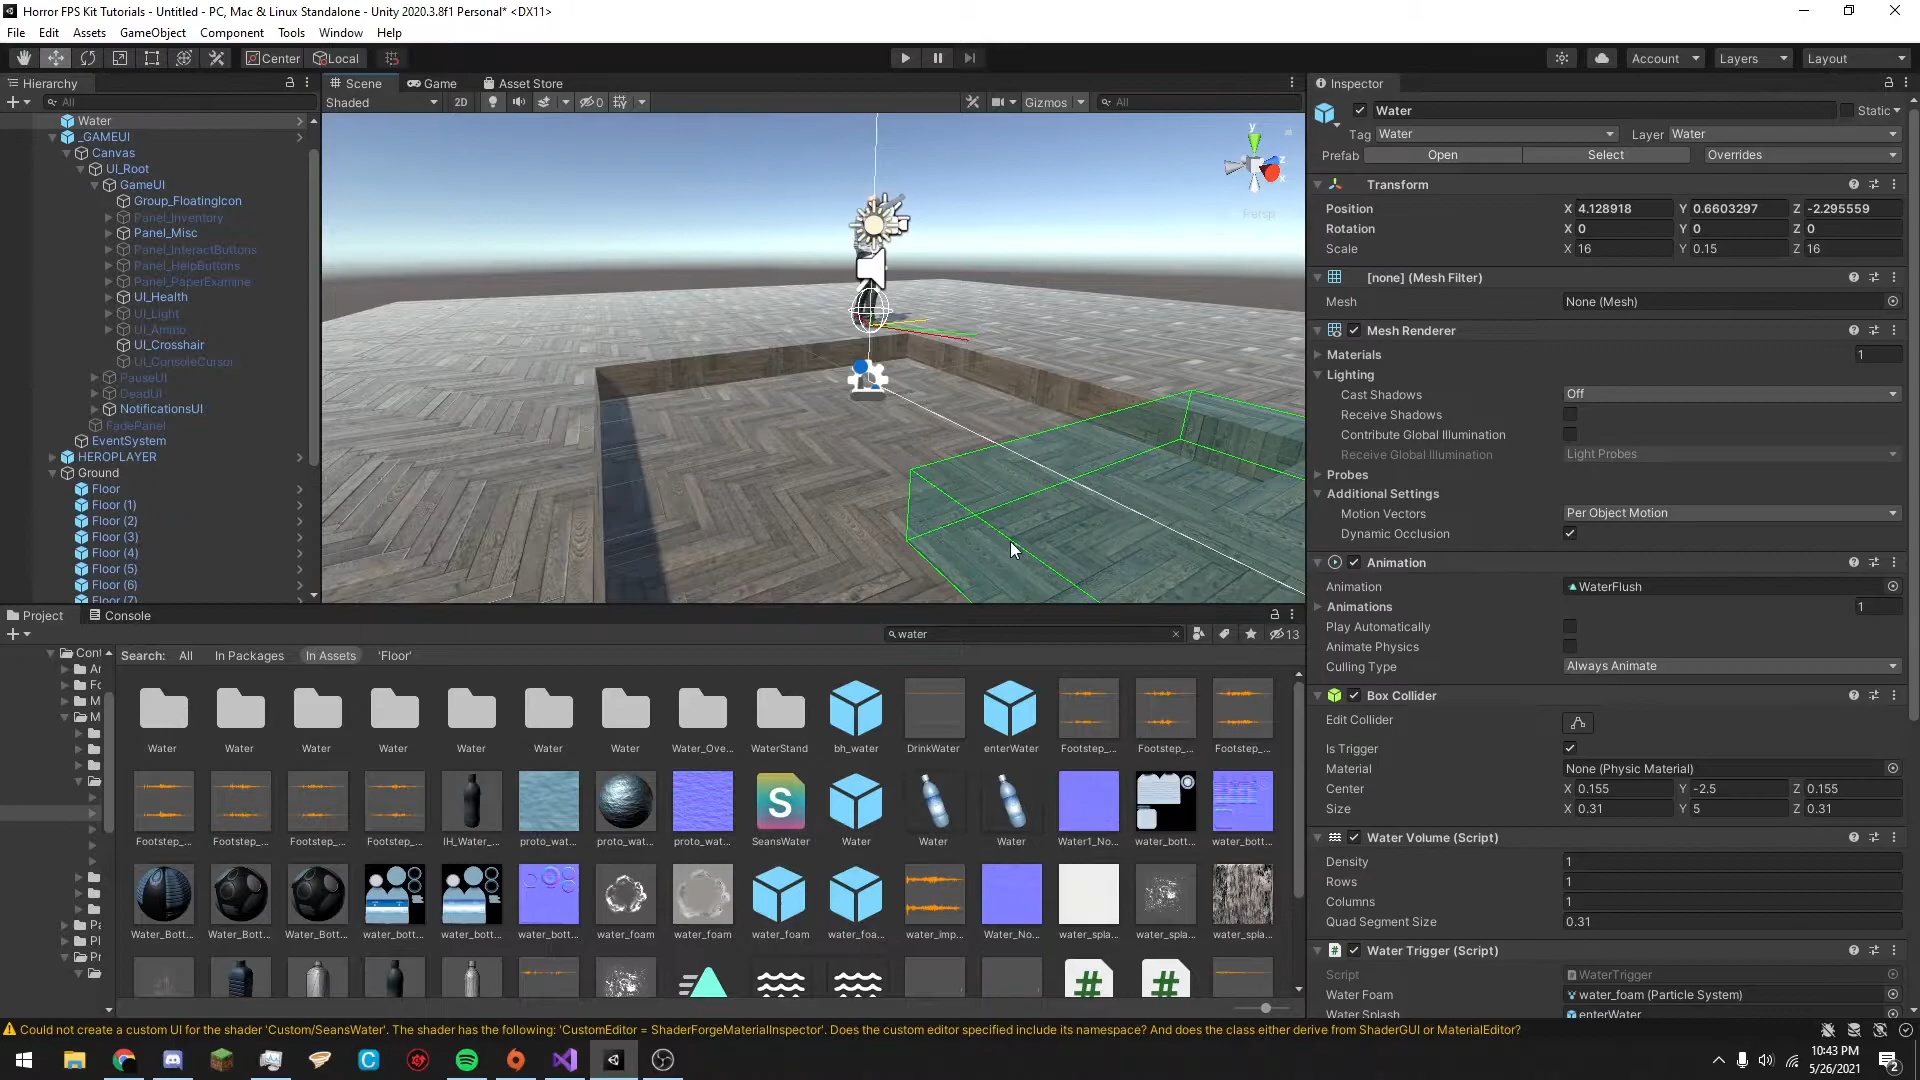 Horror FPS Kit Tutorials - Untitled - PC, Mac & Linux Standalone - Unity 2020.3.8f1 Personal* <DX11>
File Edit Assets GameObject Component Tools Window Help
Center Local Account Layers Layout
Hierarchy Scene Game Asset Store Inspector
All Shaded 2D 0 Gizmos All
Water
_GAMEUI
Canvas
UI_Root
GameUI
Group_FloatingIcon
Panel_Inventory
Panel_Misc
Panel_InteractButtons
Panel_HelpButtons
Panel_PaperExamine
UI_Health
UI_Light
UI_Ammo
UI_Crosshair
UI_ConsoleCursor
PauseUI
DeadUI
NotificationsUI
FadePanel
EventSystem
HEROPLAYER
Ground
Floor
Floor (1)
Floor (2)
Floor (3)
Floor (4)
Floor (5)
Floor (6)
Floor (7)
y
z
x
Persp
Water Static
Tag Water Layer Water
Prefab Open Select Overrides
Transform
Position X 4.128918 Y 0.6603297 Z -2.295559
Rotation X 0 Y 0 Z 0
Scale X 16 Y 0.15 Z 16
[none] (Mesh Filter)
Mesh None (Mesh)
Mesh Renderer
Materials 1
Lighting
Cast Shadows Off
Receive Shadows
Contribute Global Illumination
Receive Global Illumination Light Probes
Probes
Additional Settings
Motion Vectors Per Object Motion
Dynamic Occlusion
Animation
Animation WaterFlush
Animations 1
Play Automatically
Animate Physics
Culling Type Always Animate
Box Collider
Edit Collider
Is Trigger
Material None (Physic Material)
Center X 0.155 Y -2.5 Z 0.155
Size X 0.31 Y 5 Z 0.31
Water Volume (Script)
Density 1
Rows 1
Columns 1
Quad Segment Size 0.31
Water Trigger (Script)
Script WaterTrigger
Water Foam water_foam (Particle System)
Water Splash enterWater
Project Console
water 13
Search: All In Packages In Assets 'Floor'
Water Water Water Water Water Water Water Water_Ove... WaterStand bh_water DrinkWater enterWater Footstep_... Footstep_... Footstep_...
Footstep_... Footstep_... Footstep_... Footstep_... IH_Water_... proto_wat... proto_wat... proto_wat... SeansWater Water Water Water Water1_No... water_bott... water_bott...
Water_Bott... Water_Bott... Water_Bott... water_bott... water_bott... water_bott... water_foam water_foam water_foam water_foa... water_imp... Water_No... water_spla... water_spla... water_spla...
Could not create a custom UI for the shader 'Custom/SeansWater'. The shader has the following: 'CustomEditor = ShaderForgeMaterialInspector'. Does the custom editor specified include its namespace? And does the class either derive from ShaderGUI or MaterialEditor?
10:43 PM
5/26/2021
2